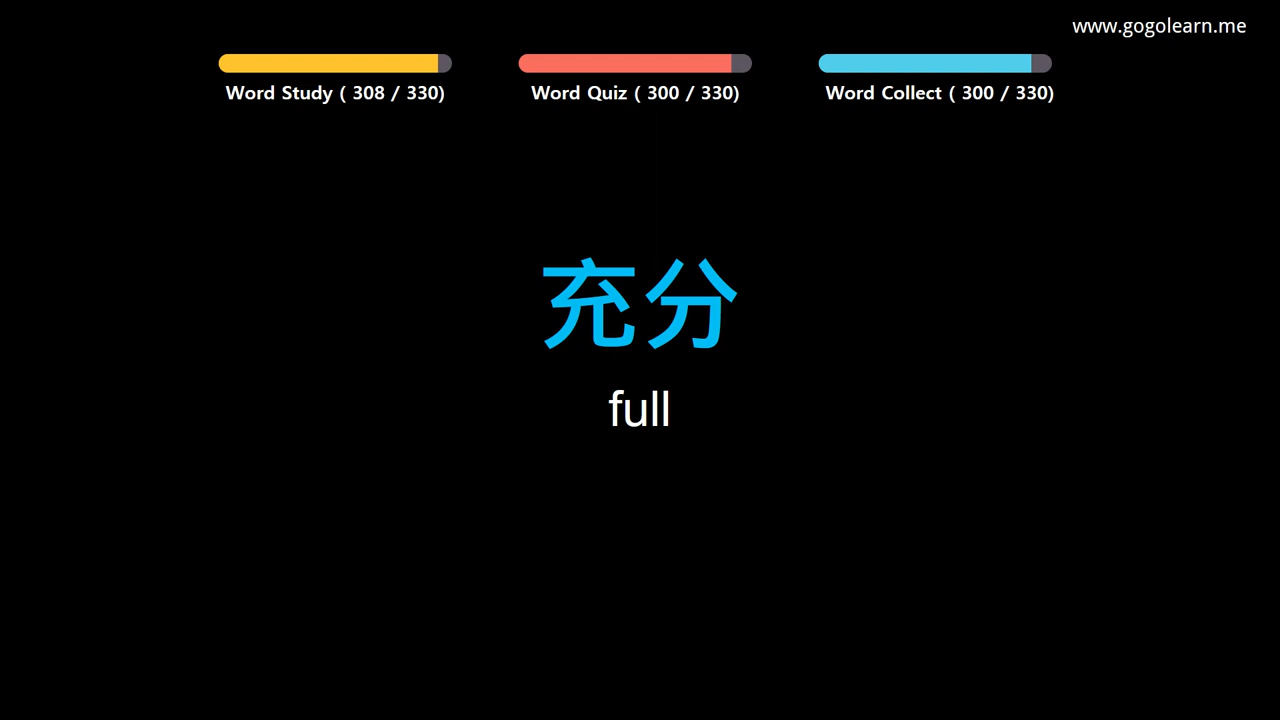 www.gogolearn.me
Word Study ( 308 / 330)
Word Quiz ( 300 / 330)
Word Collect ( 300 / 330)
充分
full